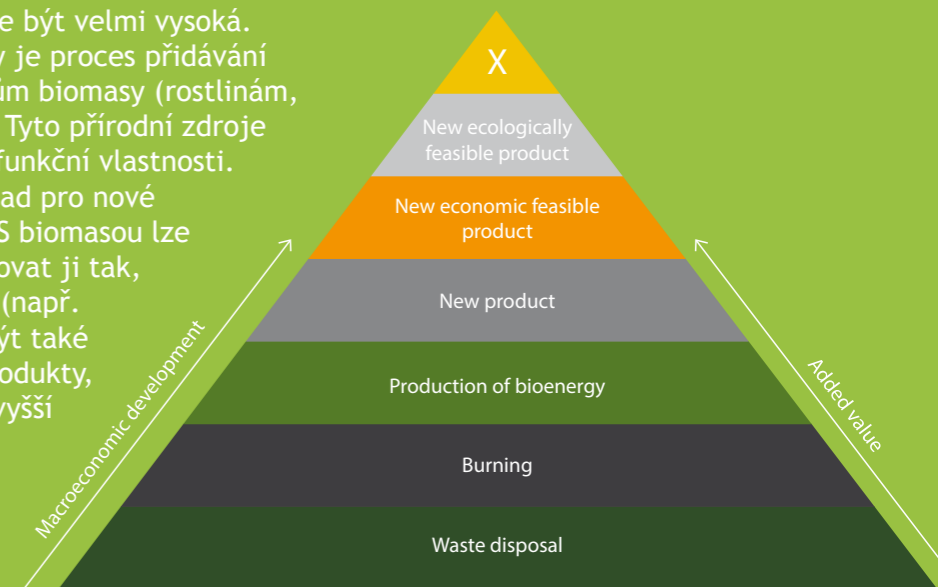 e být velmi vysoká.
y je proces přidávání
ům biomasy (rostlinám,
Tyto přírodní zdroje
funkční vlastnosti.
ad pro nové
S biomasou lze
ovat ji tak,
(např.
ýt také
odukty,
vyšší
X
New ecologically
feasible product
New economic feasible
product
New product
Production of bioenergy
Burning
Waste disposal
Macroeconomic development
Added value